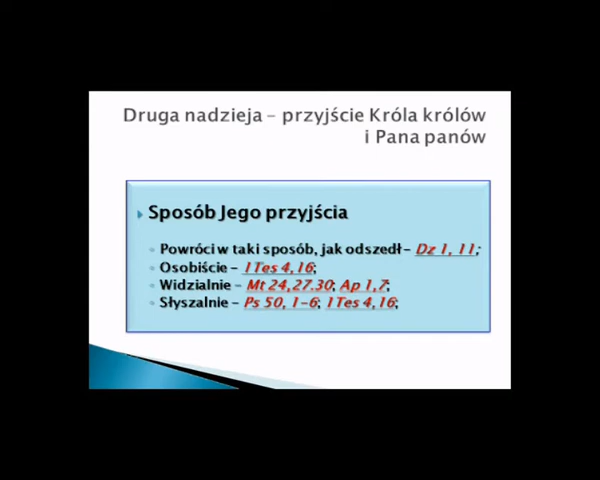 Druga nadzieja – przyjście Króla królów
i Pana panów
Sposób Jego przyjścia
Powróci w taki sposób, jak odszedł – Dz 1, 11;
Osobiście – 1Tes 4,16;
Widzialnie – Mt 24,27.30; Ap 1,7;
Słyszalnie – Ps 50, 1-6; 1Tes 4,16;